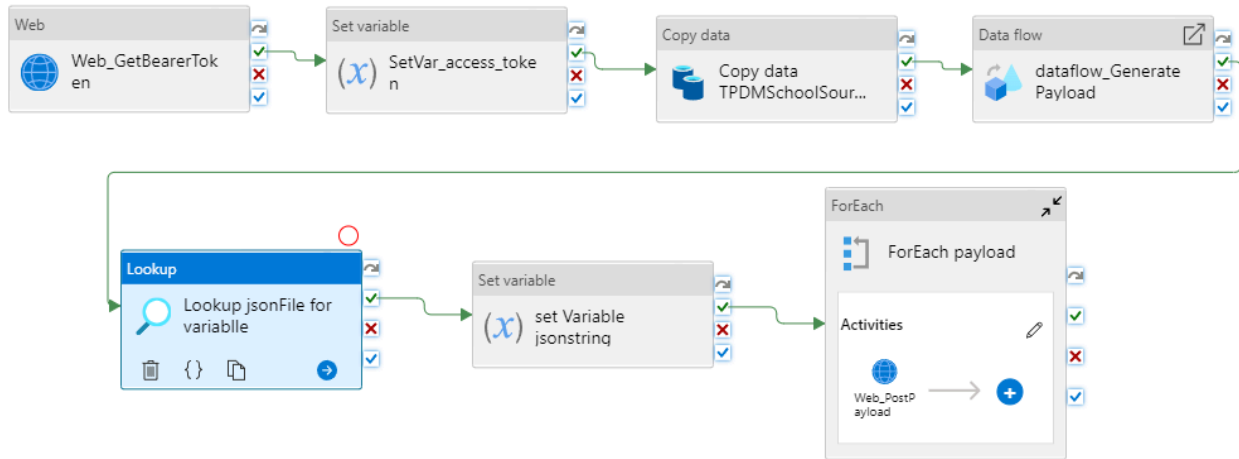 Web
Web_GetBearerTok
en
Set variable
(x)
SetVar_access_toke
n
Copy data
Copy data
TPDMSchoolSour...
Data flow
dataflow_Generate
Payload
Lookup
Lookup jsonFile for
variablle
{}
Set variable
(x)
set Variable
jsonstring
ForEach
ForEach payload
Activities
Web_PostP
ayload